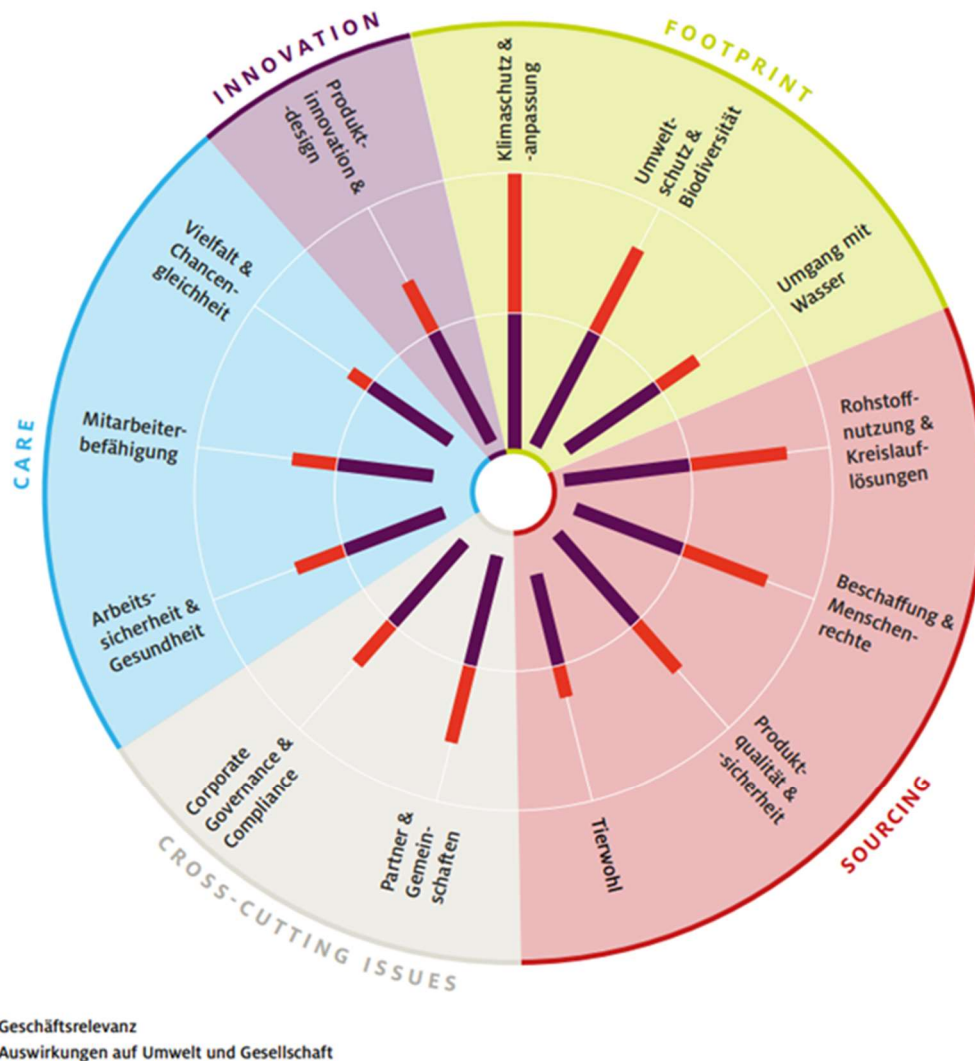 INNOVATION
Produkt-
innovation &
-design
FOOTPRINT
Klimaschutz &
-anpassung
Umwelt-
schutz &
Biodiversität
Umgang mit
Wasser
SOURCING
Rohstoff-
nutzung &
Kreislauf-
lösungen
Beschaffung &
Menschen-
rechte
Produkt-
qualität &
-sicherheit
Tierwohl
CROSS-CUTTING ISSUES
Partner &
Gemein-
schaften
Corporate
Governance &
Compliance
CARE
Arbeits-
sicherheit &
Gesundheit
Mitarbeiter-
befähigung
Vielfalt &
Chancen-
gleichheit
Geschäftsrelevanz
Auswirkungen auf Umwelt und Gesellschaft